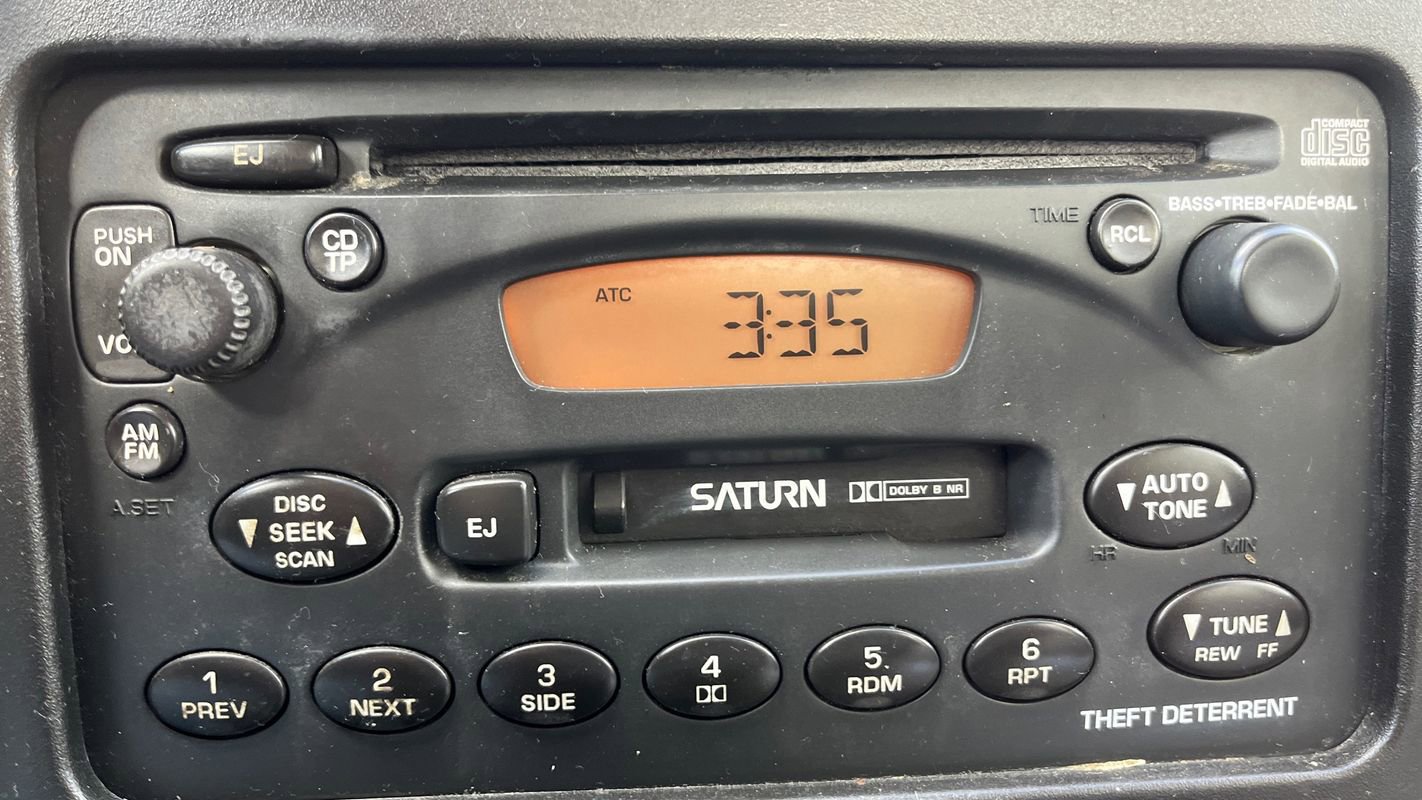 COMPACT
disc
DIGITAL AUDIO
EJ
TIME
RCL
BASS•TREB•FADE•BAL
PUSH
ON
VOL
CD
TP
ATC
3:35
AM
FM
A.SET
DISC
SEEK
SCAN
EJ
SATURN
DOLBY B NR
AUTO
TONE
HR
MIN
TUNE
REW FF
1
PREV
2
NEXT
3
SIDE
4
5
RDM
6
RPT
THEFT DETERRENT